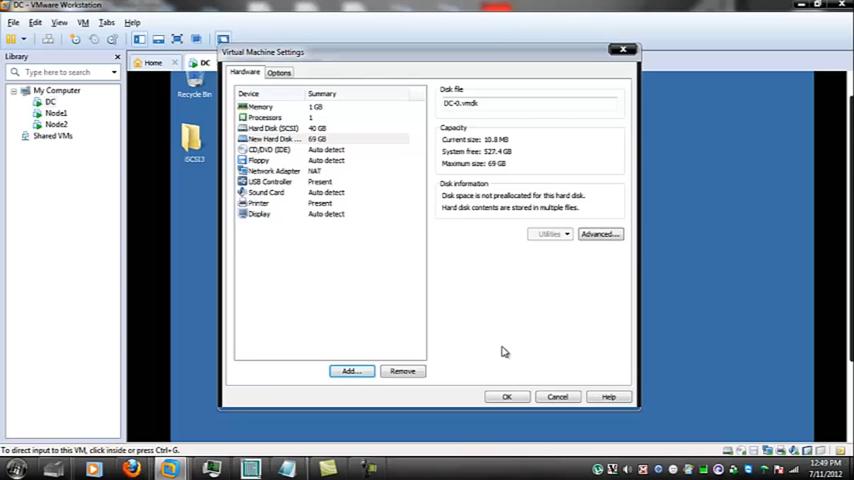 DC - VMware Workstation
File Edit View VM Tabs Help
Library
Type here to search
My Computer
DC
Node1
Node2
Shared VMs
Home
DC
Recycle Bin
iSCSI3
Virtual Machine Settings
Hardware Options
Device Summary
Memory 1 GB
Processors 1
Hard Disk (SCSI) 40 GB
New Hard Disk ... 69 GB
CD/DVD (IDE) Auto detect
Floppy Auto detect
Network Adapter NAT
USB Controller Present
Sound Card Auto detect
Printer Present
Display Auto detect
Add... Remove
Disk file
DC-0.vmdk
Capacity
Current size: 10.8 MB
System free: 527.4 GB
Maximum size: 69 GB
Disk information
Disk space is not preallocated for this hard disk.
Hard disk contents are stored in multiple files.
Utilities Advanced...
OK Cancel Help
To direct input to this VM, click inside or press Ctrl+G.
12:49 PM
7/11/2012